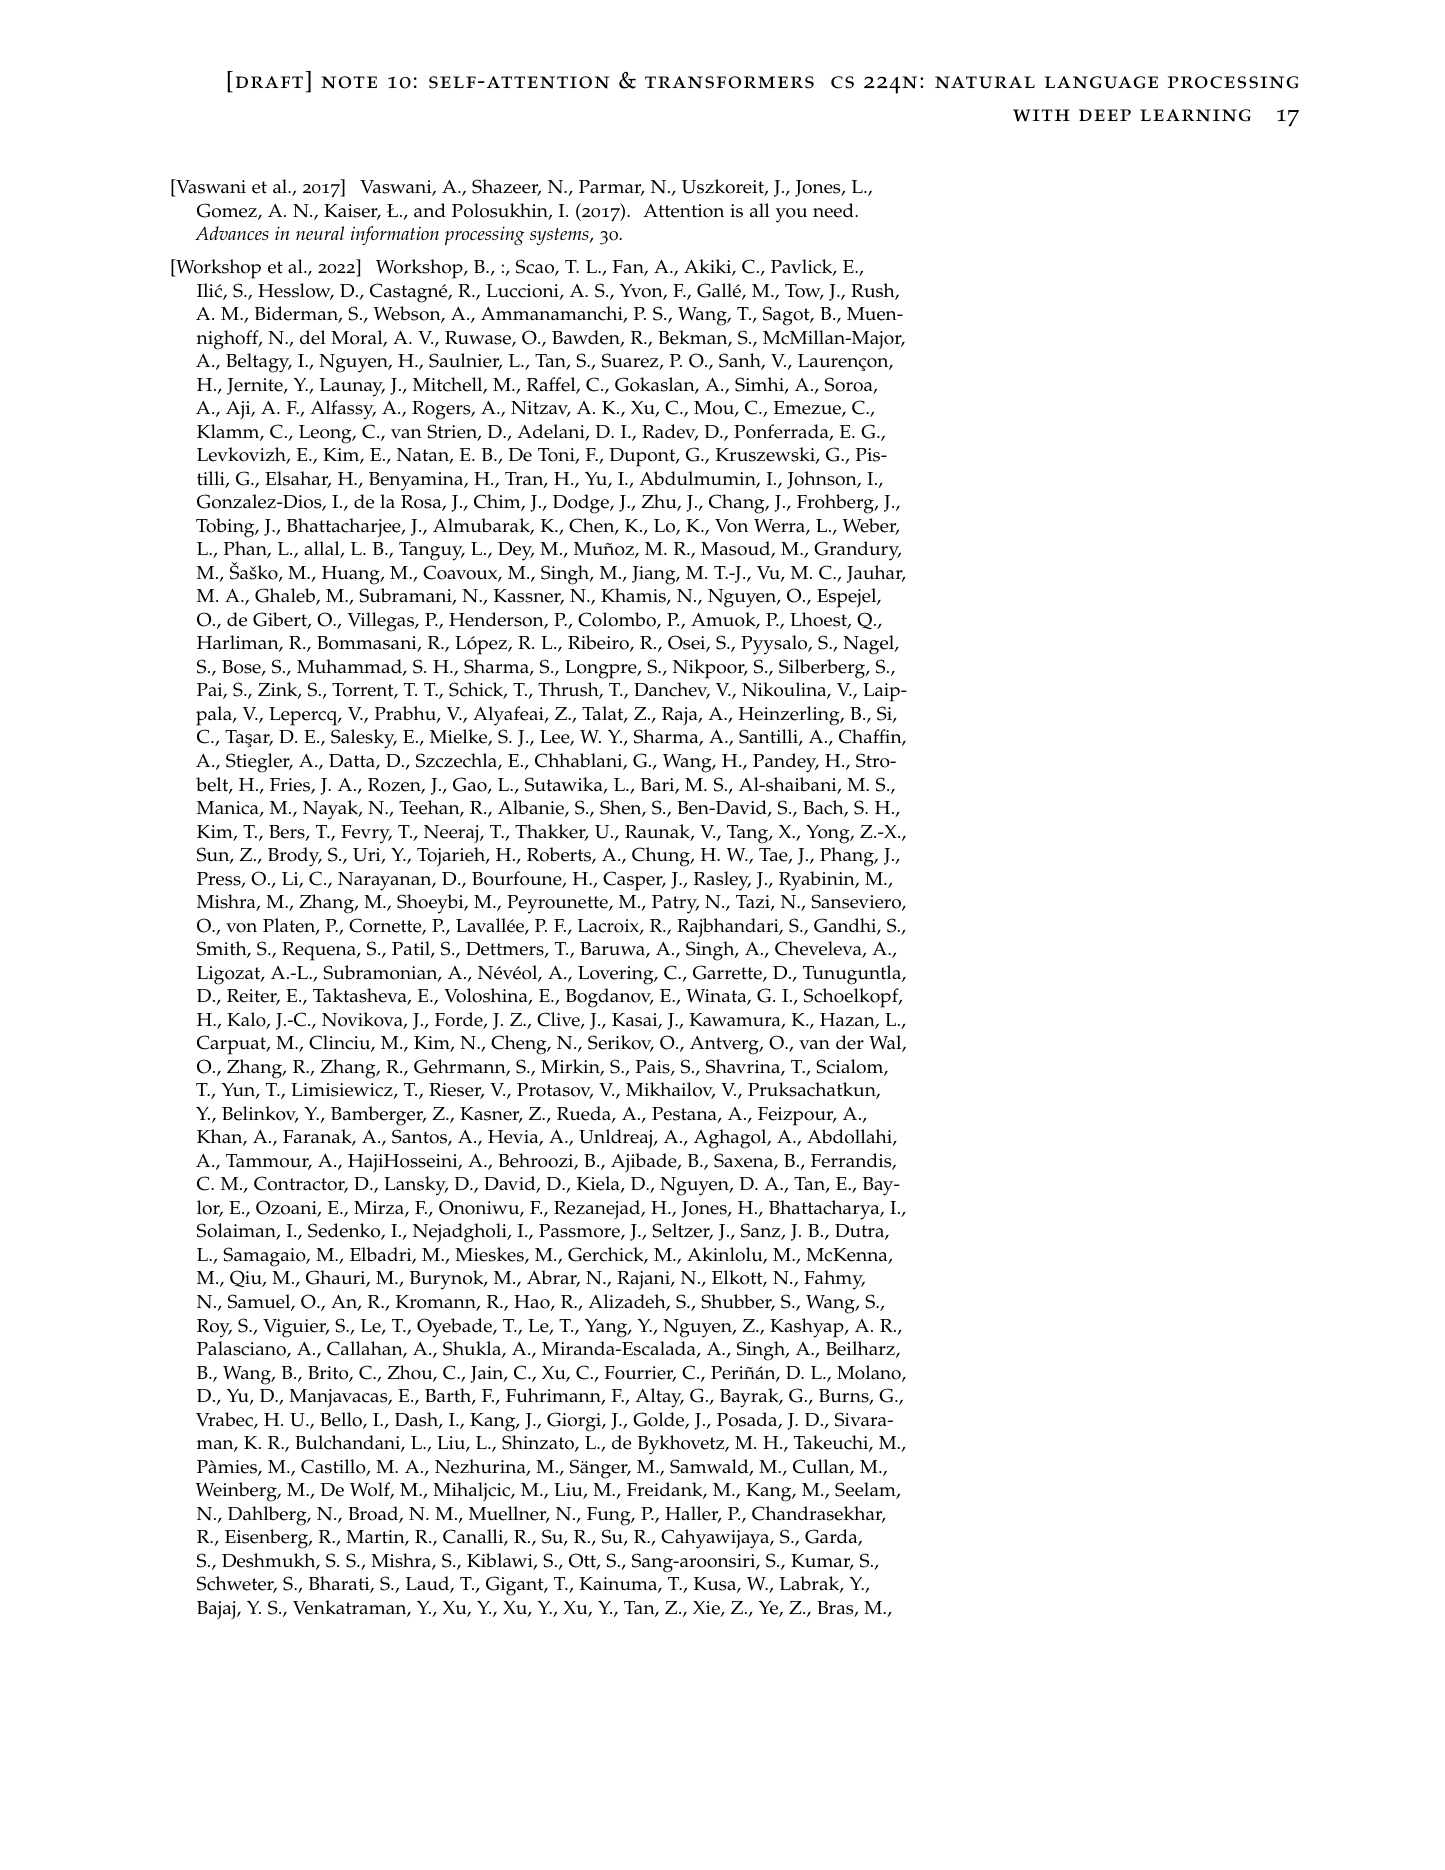 [DRAFT] NOTE 10: SELF-ATTENTION & TRANSFORMERS CS 224N: NATURAL LANGUAGE PROCESSING
WITH DEEP LEARNING 17
[Vaswani et al., 2017] Vaswani, A., Shazeer, N., Parmar, N., Uszkoreit, J., Jones, L.,
Gomez, A. N., Kaiser, Ł., and Polosukhin, I. (2017). Attention is all you need.
Advances in neural information processing systems, 30.
[Workshop et al., 2022] Workshop, B., :, Scao, T. L., Fan, A., Akiki, C., Pavlick, E.,
Ilić, S., Hesslow, D., Castagné, R., Luccioni, A. S., Yvon, F., Gallé, M., Tow, J., Rush,
A. M., Biderman, S., Webson, A., Ammanamanchi, P. S., Wang, T., Sagot, B., Muen-
nighoff, N., del Moral, A. V., Ruwase, O., Bawden, R., Bekman, S., McMillan-Major,
A., Beltagy, I., Nguyen, H., Saulnier, L., Tan, S., Suarez, P. O., Sanh, V., Laurençon,
H., Jernite, Y., Launay, J., Mitchell, M., Raffel, C., Gokaslan, A., Simhi, A., Soroa,
A., Aji, A. F., Alfassy, A., Rogers, A., Nitzav, A. K., Xu, C., Mou, C., Emezue, C.,
Klamm, C., Leong, C., van Strien, D., Adelani, D. I., Radev, D., Ponferrada, E. G.,
Levkovizh, E., Kim, E., Natan, E. B., De Toni, F., Dupont, G., Kruszewski, G., Pis-
tilli, G., Elsahar, H., Benyamina, H., Tran, H., Yu, I., Abdulmumin, I., Johnson, I.,
Gonzalez-Dios, I., de la Rosa, J., Chim, J., Dodge, J., Zhu, J., Chang, J., Frohberg, J.,
Tobing, J., Bhattacharjee, J., Almubarak, K., Chen, K., Lo, K., Von Werra, L., Weber,
L., Phan, L., allal, L. B., Tanguy, L., Dey, M., Muñoz, M. R., Masoud, M., Grandury,
M., Šaško, M., Huang, M., Coavoux, M., Singh, M., Jiang, M. T.-J., Vu, M. C., Jauhar,
M. A., Ghaleb, M., Subramani, N., Kassner, N., Khamis, N., Nguyen, O., Espejel,
O., de Gibert, O., Villegas, P., Henderson, P., Colombo, P., Amuok, P., Lhoest, Q.,
Harliman, R., Bommasani, R., López, R. L., Ribeiro, R., Osei, S., Pyysalo, S., Nagel,
S., Bose, S., Muhammad, S. H., Sharma, S., Longpre, S., Nikpoor, S., Silberberg, S.,
Pai, S., Zink, S., Torrent, T. T., Schick, T., Thrush, T., Danchev, V., Nikoulina, V., Laip-
pala, V., Lepercq, V., Prabhu, V., Alyafeai, Z., Talat, Z., Raja, A., Heinzerling, B., Si,
C., Taşar, D. E., Salesky, E., Mielke, S. J., Lee, W. Y., Sharma, A., Santilli, A., Chaffin,
A., Stiegler, A., Datta, D., Szczechla, E., Chhablani, G., Wang, H., Pandey, H., Stro-
belt, H., Fries, J. A., Rozen, J., Gao, L., Sutawika, L., Bari, M. S., Al-shaibani, M. S.,
Manica, M., Nayak, N., Teehan, R., Albanie, S., Shen, S., Ben-David, S., Bach, S. H.,
Kim, T., Bers, T., Fevry, T., Neeraj, T., Thakker, U., Raunak, V., Tang, X., Yong, Z.-X.,
Sun, Z., Brody, S., Uri, Y., Tojarieh, H., Roberts, A., Chung, H. W., Tae, J., Phang, J.,
Press, O., Li, C., Narayanan, D., Bourfoune, H., Casper, J., Rasley, J., Ryabinin, M.,
Mishra, M., Zhang, M., Shoeybi, M., Peyrounette, M., Patry, N., Tazi, N., Sanseviero,
O., von Platen, P., Cornette, P., Lavallée, P. F., Lacroix, R., Rajbhandari, S., Gandhi, S.,
Smith, S., Requena, S., Patil, S., Dettmers, T., Baruwa, A., Singh, A., Cheveleva, A.,
Ligozat, A.-L., Subramonian, A., Névéol, A., Lovering, C., Garrette, D., Tunuguntla,
D., Reiter, E., Taktasheva, E., Voloshina, E., Bogdanov, E., Winata, G. I., Schoelkopf,
H., Kalo, J.-C., Novikova, J., Forde, J. Z., Clive, J., Kasai, J., Kawamura, K., Hazan, L.,
Carpuat, M., Clinciu, M., Kim, N., Cheng, N., Serikov, O., Antverg, O., van der Wal,
O., Zhang, R., Zhang, R., Gehrmann, S., Mirkin, S., Pais, S., Shavrina, T., Scialom,
T., Yun, T., Limisiewicz, T., Rieser, V., Protasov, V., Mikhailov, V., Pruksachatkun,
Y., Belinkov, Y., Bamberger, Z., Kasner, Z., Rueda, A., Pestana, A., Feizpour, A.,
Khan, A., Faranak, A., Santos, A., Hevia, A., Unldreaj, A., Aghagol, A., Abdollahi,
A., Tammour, A., HajiHosseini, A., Behroozi, B., Ajibade, B., Saxena, B., Ferrandis,
C. M., Contractor, D., Lansky, D., David, D., Kiela, D., Nguyen, D. A., Tan, E., Bay-
lor, E., Ozoani, E., Mirza, F., Ononiwu, F., Rezanejad, H., Jones, H., Bhattacharya, I.,
Solaiman, I., Sedenko, I., Nejadgholi, I., Passmore, J., Seltzer, J., Sanz, J. B., Dutra,
L., Samagaio, M., Elbadri, M., Mieskes, M., Gerchick, M., Akinlolu, M., McKenna,
M., Qiu, M., Ghauri, M., Burynok, M., Abrar, N., Rajani, N., Elkott, N., Fahmy,
N., Samuel, O., An, R., Kromann, R., Hao, R., Alizadeh, S., Shubber, S., Wang, S.,
Roy, S., Viguier, S., Le, T., Oyebade, T., Le, T., Yang, Y., Nguyen, Z., Kashyap, A. R.,
Palasciano, A., Callahan, A., Shukla, A., Miranda-Escalada, A., Singh, A., Beilharz,
B., Wang, B., Brito, C., Zhou, C., Jain, C., Xu, C., Fourrier, C., Periñán, D. L., Molano,
D., Yu, D., Manjavacas, E., Barth, F., Fuhrimann, F., Altay, G., Bayrak, G., Burns, G.,
Vrabec, H. U., Bello, I., Dash, I., Kang, J., Giorgi, J., Golde, J., Posada, J. D., Sivara-
man, K. R., Bulchandani, L., Liu, L., Shinzato, L., de Bykhovetz, M. H., Takeuchi, M.,
Pàmies, M., Castillo, M. A., Nezhurina, M., Sänger, M., Samwald, M., Cullan, M.,
Weinberg, M., De Wolf, M., Mihaljcic, M., Liu, M., Freidank, M., Kang, M., Seelam,
N., Dahlberg, N., Broad, N. M., Muellner, N., Fung, P., Haller, P., Chandrasekhar,
R., Eisenberg, R., Martin, R., Canalli, R., Su, R., Su, R., Cahyawijaya, S., Garda,
S., Deshmukh, S. S., Mishra, S., Kiblawi, S., Ott, S., Sang-aroonsiri, S., Kumar, S.,
Schweter, S., Bharati, S., Laud, T., Gigant, T., Kainuma, T., Kusa, W., Labrak, Y.,
Bajaj, Y. S., Venkatraman, Y., Xu, Y., Xu, Y., Xu, Y., Tan, Z., Xie, Z., Ye, Z., Bras, M.,